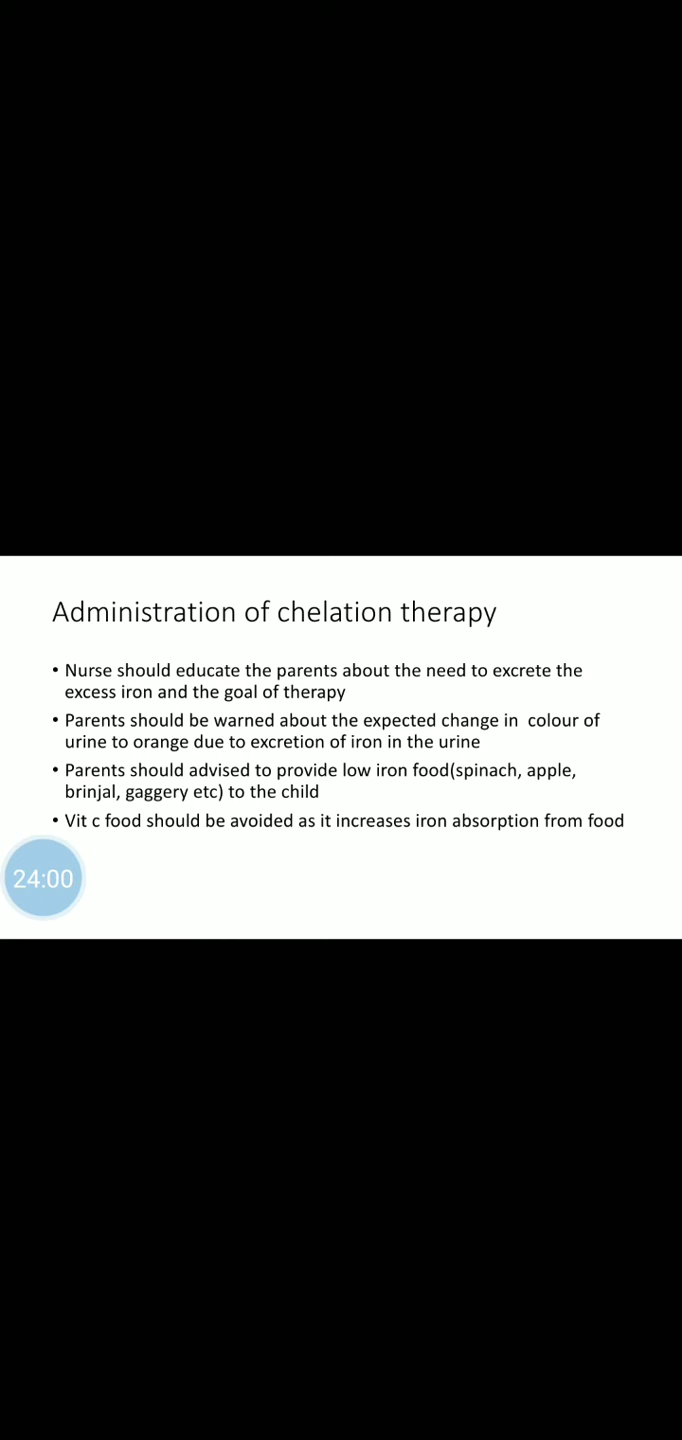 Administration of chelation therapy
• Nurse should educate the parents about the need to excrete the
excess iron and the goal of therapy
• Parents should be warned about the expected change in  colour of
urine to orange due to excretion of iron in the urine
• Parents should advised to provide low iron food(spinach, apple,
brinjal, gaggery etc) to the child
• Vit c food should be avoided as it increases iron absorption from food
24:00